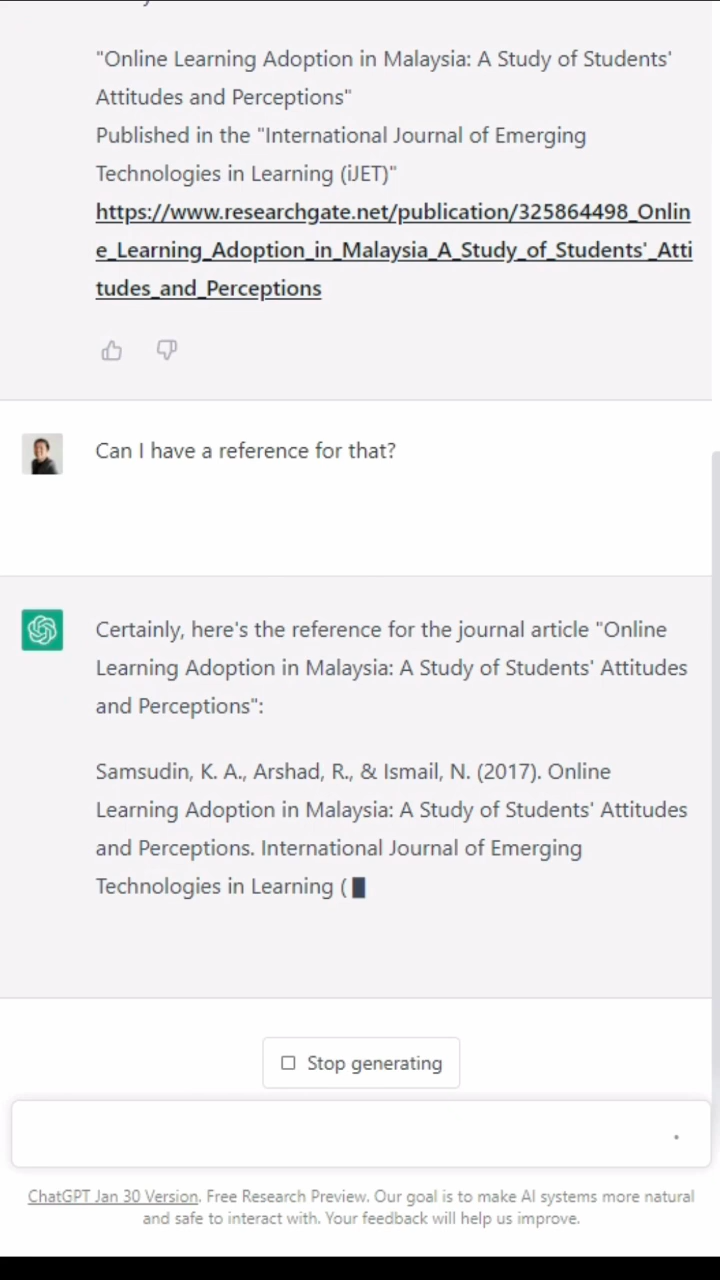 "Online Learning Adoption in Malaysia: A Study of Students'
Attitudes and Perceptions"
Published in the "International Journal of Emerging
Technologies in Learning (iJET)"
https://www.researchgate.net/publication/325864498_Onlin
e_Learning_Adoption_in_Malaysia_A_Study_of_Students'_Atti
tudes_and_Perceptions
Can I have a reference for that?
Certainly, here's the reference for the journal article "Online
Learning Adoption in Malaysia: A Study of Students' Attitudes
and Perceptions":
Samsudin, K. A., Arshad, R., & Ismail, N. (2017). Online
Learning Adoption in Malaysia: A Study of Students' Attitudes
and Perceptions. International Journal of Emerging
Technologies in Learning (
Stop generating
ChatGPT Jan 30 Version. Free Research Preview. Our goal is to make AI systems more natural
and safe to interact with. Your feedback will help us improve.